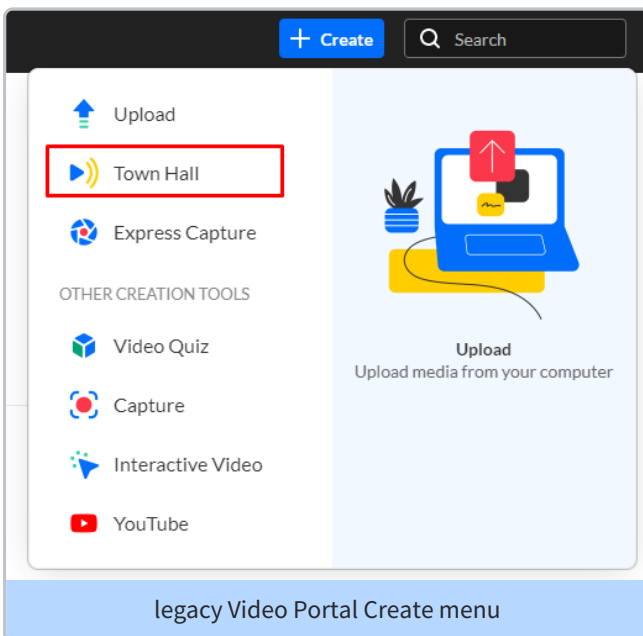 Create
Search
Upload
Town Hall
Express Capture
OTHER CREATION TOOLS
Video Quiz
Capture
Interactive Video
YouTube
Upload
Upload media from your computer
legacy Video Portal Create menu